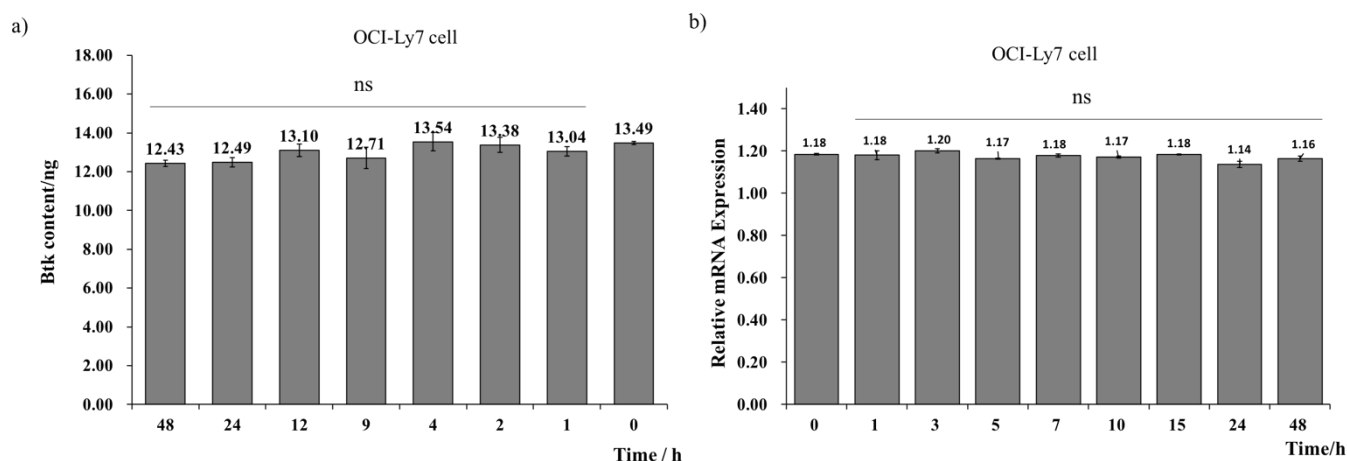 a)
OCI-Ly7 cell
ns
Btk content/ng
18.00
16.00
14.00
12.00
10.00
8.00
6.00
4.00
2.00
0.00
12.43 12.49 13.10 12.71 13.54 13.38 13.04 13.49
48 24 12 9 4 2 1 0
Time / h
b)
OCI-Ly7 cell
ns
Relative mRNA Expression
1.40
1.20
1.00
0.80
0.60
0.40
0.20
0.00
1.18 1.18 1.20 1.17 1.18 1.17 1.18 1.14 1.16
0 1 3 5 7 10 15 24 48
Time/h